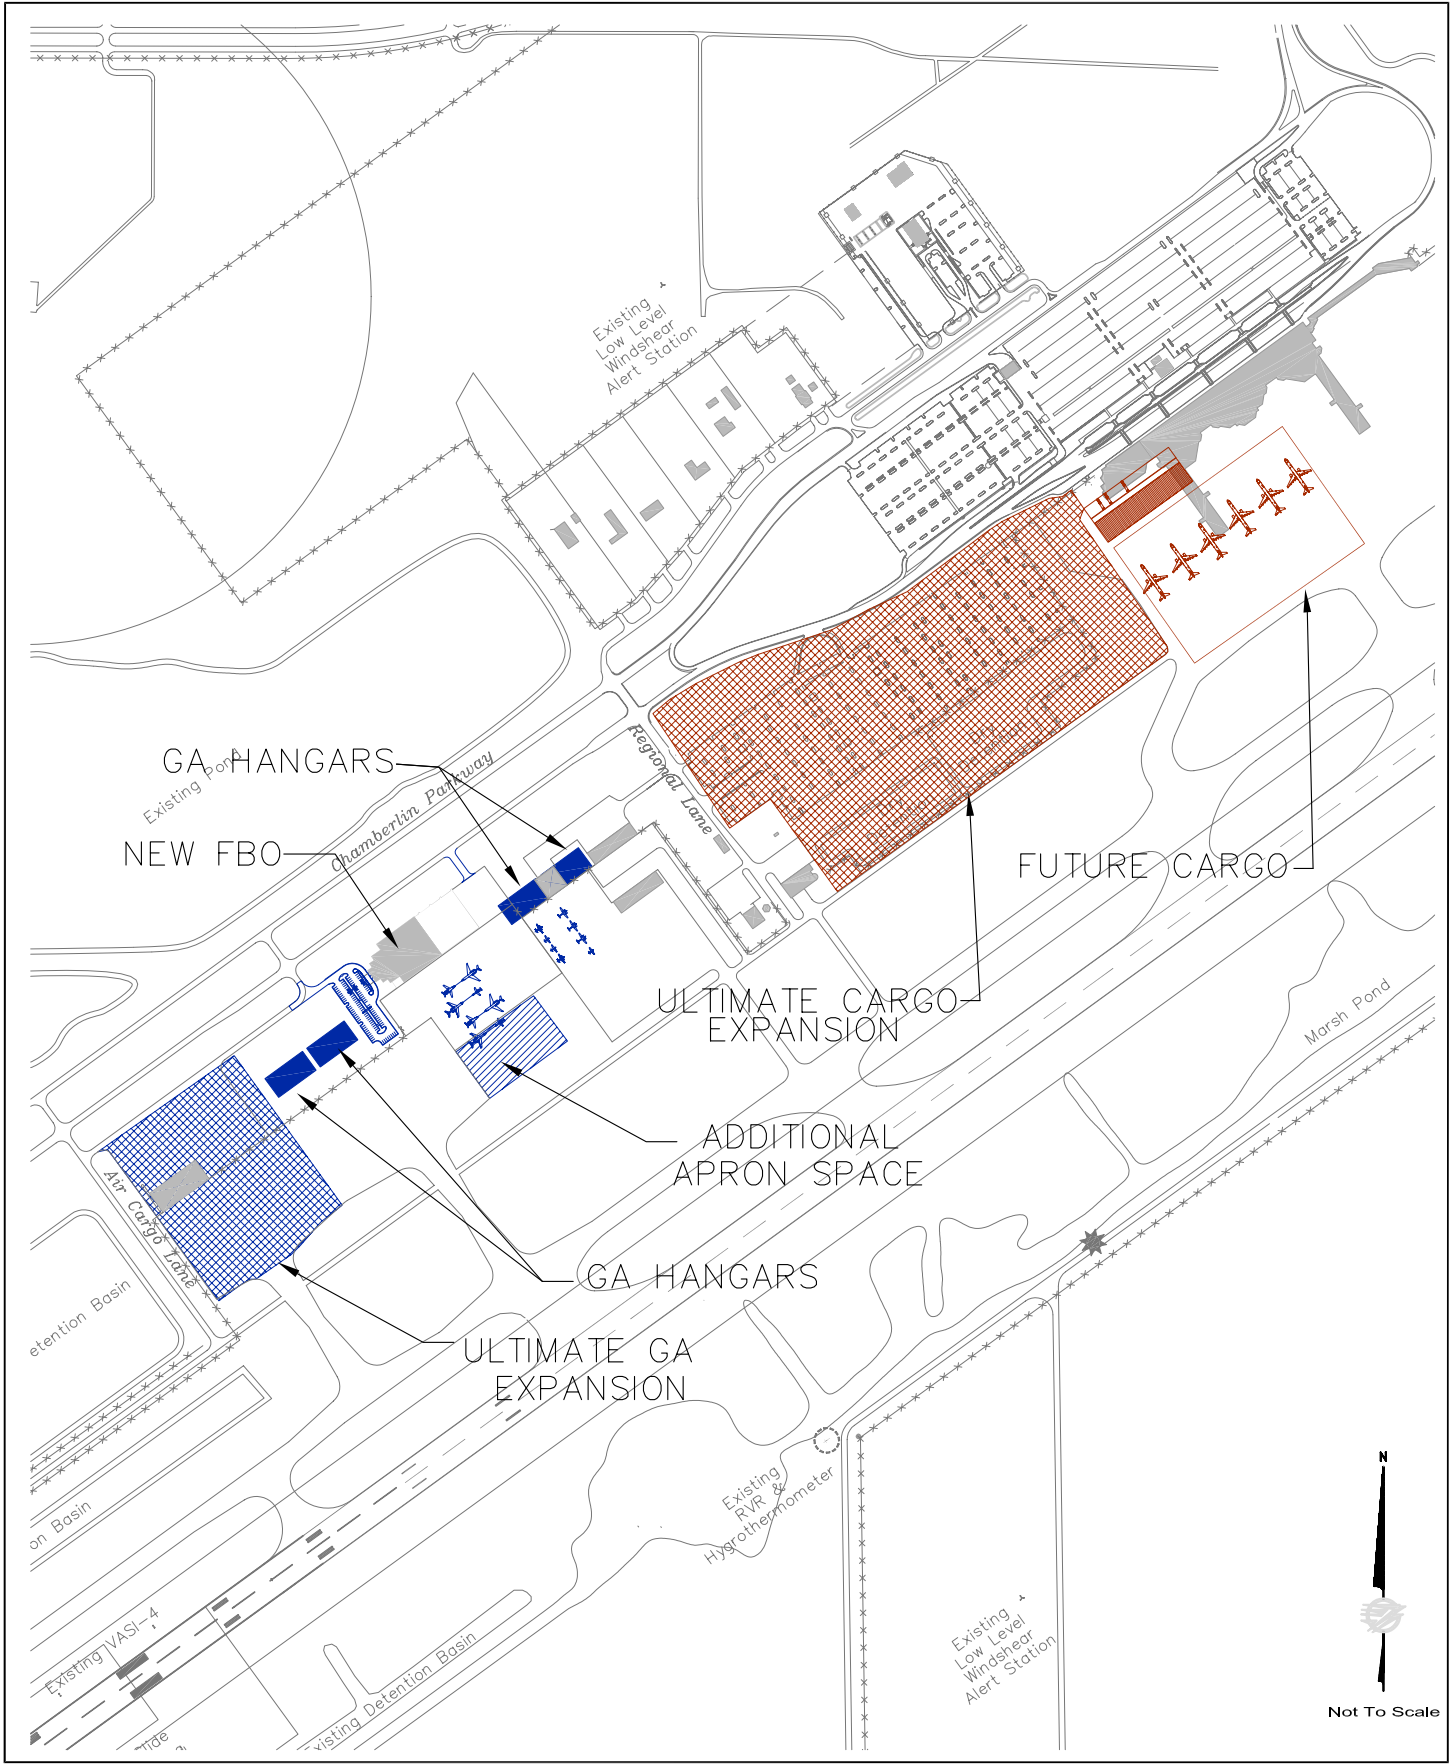 Existing
Low Level
Windshear
Alert Station
GA HANGARS
Existing Pond
Chamberlin Parkway
Regional Lane
NEW FBO
FUTURE CARGO
ULTIMATE CARGO
EXPANSION
Marsh Pond
ADDITIONAL
APRON SPACE
Air Cargo Lane
GA HANGARS
etention Basin
ULTIMATE GA
EXPANSION
N
Existing
RVR &
Hygrothermometer
on Basin
Existing VASI-4
Existing
Low Level
Windshear
Alert Station
xisting Detention Basin
lide
Not To Scale